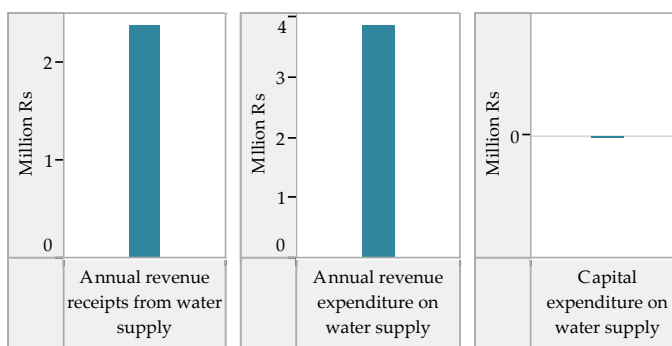 Million Rs
2
1
0
Annual revenue
receipts from water
supply
Million Rs
4
3
2
1
0
Annual revenue
expenditure on
water supply
Million Rs
0
Capital
expenditure on
water supply